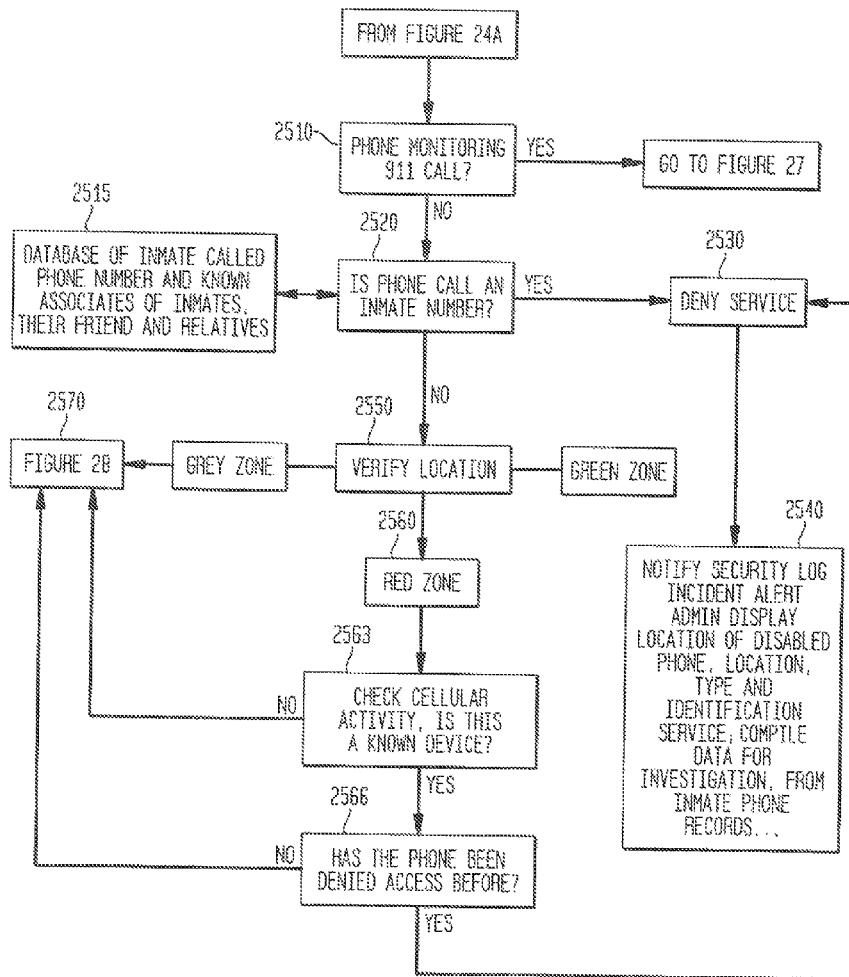 FROM FIGURE 24A
2510
PHONE MONITORING
911 CALL?
YES
GO TO FIGURE 27
NO
2515
DATABASE OF INMATE CALLED
PHONE NUMBER AND KNOWN
ASSOCIATES OF INMATES,
THEIR FRIEND AND RELATIVES
2520
IS PHONE CALL AN
INMATE NUMBER?
YES
2530
DENY SERVICE
NO
2570
FIGURE 28
GREY ZONE
2550
VERIFY LOCATION
GREEN ZONE
2560
RED ZONE
2540
NOTIFY SECURITY LOG
INCIDENT ALERT
ADMIN DISPLAY
LOCATION OF DISABLED
PHONE, LOCATION,
TYPE AND
IDENTIFICATION
SERVICE, COMPTLE
DATA FOR
INVESTIGATION, FROM
INMATE PHONE
RECORDS...
2563
NO
CHECK CELLULAR
ACTIVITY, IS THIS
A KNOWN DEVICE?
YES
2566
NO
HAS THE PHONE BEEN
DENIED ACCESS BEFORE?
YES